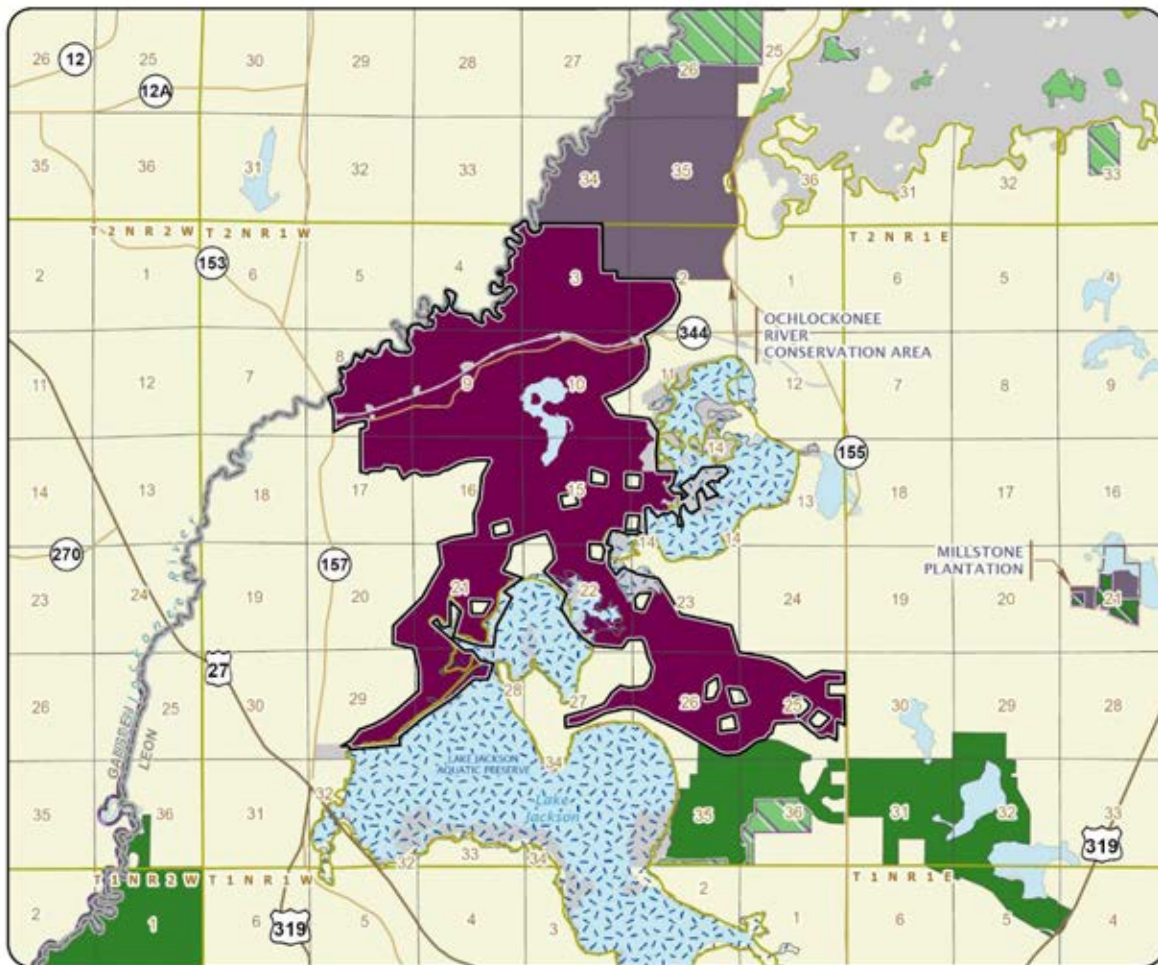 26 12 25 30 29 28 27 26 25
12A
35 36 31 32 33 34 35 36 31 32 33
T 2 N R 2 W T 2 N R 1 W T 2 N R 1 E
153
2 1 6 5 4 3 2 1 6 5 4
344
OCHLOCKONEE
RIVER
CONSERVATION AREA
8
11 12 7 9 10 11 12 7 8 9
14
155
14 13 18 17 16 15 13 18 17 16
270
157
14 14
MILLSTONE
PLANTATION
23 24 19 20 21 22 23 24 19 20 21
Ochlockonee River
27
26 25 30 29 28 27 26 25 30 29 28
GADSDEN
LEON
LAKE JACKSON
AQUATIC PRESERVE
34
Lake
Jackson
35 36 31 32 35 36 31 32 33
319
32 33 34
T 1 N R 2 W T 1 N R 1 W T 1 N R 1 E
2
2 1 6 5 4 3 1 6 5 4
319